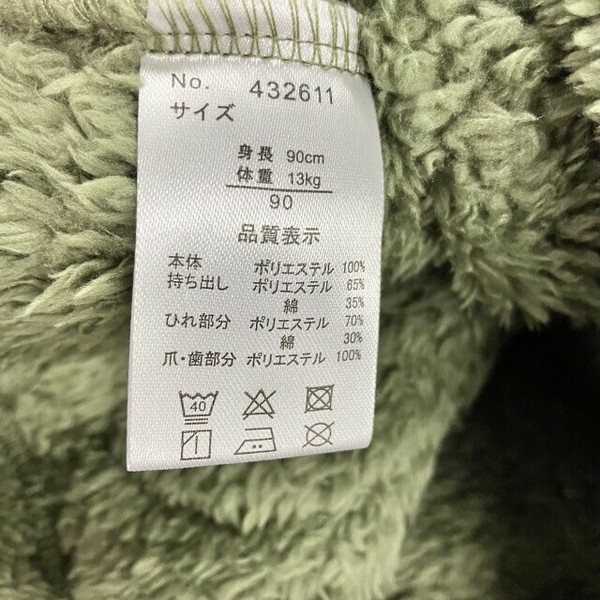 No. 432611
サイズ
身長 90cm
体重 13kg
90
品質表示
本体 ポリエステル 100%
持ち出し ポリエステル 65%
綿 35%
ひれ部分 ポリエステル 70%
綿 30%
爪・歯部分 ポリエステル 100%
40